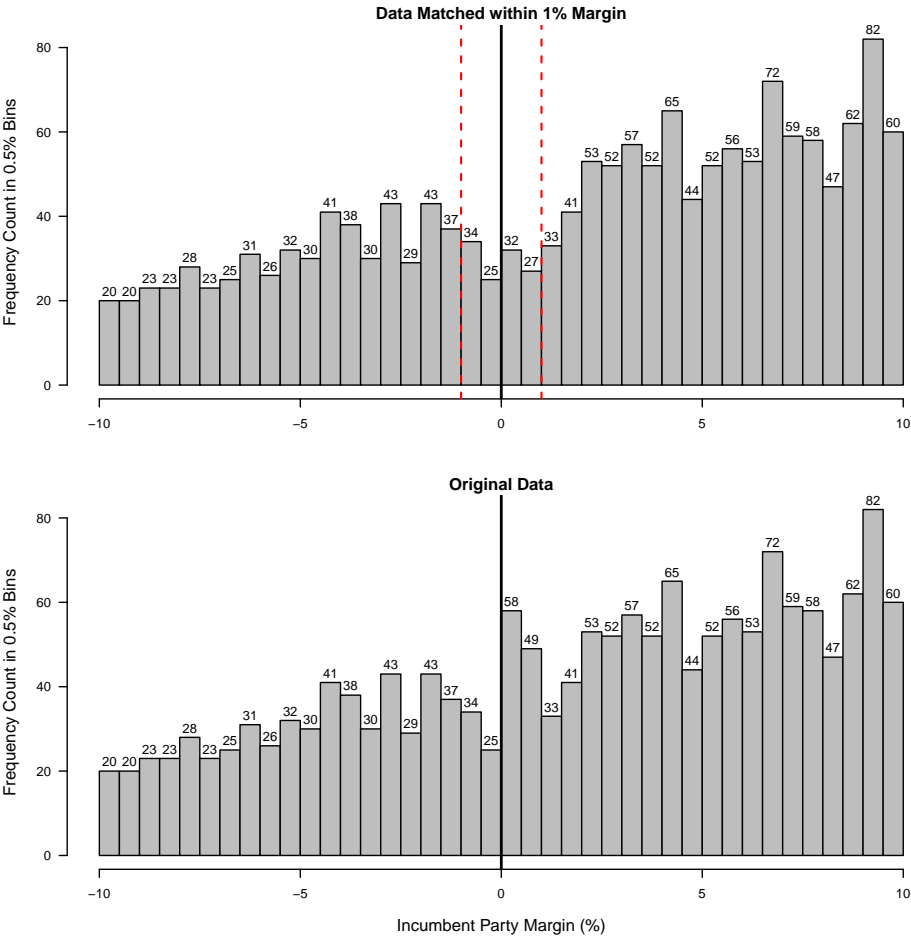 Data Matched within 1% Margin
Frequency Count in 0.5% Bins
80
60
40
20
0
20 20 23 23 28 23 25 31 26 32 30 41 38 30 43 29 43 37 34 25 32 27 33 41 53 52 57 52 65 44 52 56 53 72 59 58 47 62 82 60
−10 −5 0 5 10
Original Data
Frequency Count in 0.5% Bins
80
60
40
20
0
20 20 23 23 28 23 25 31 26 32 30 41 38 30 43 29 43 37 34 25 58 49 33 41 53 52 57 52 65 44 52 56 53 72 59 58 47 62 82 60
−10 −5 0 5 10
Incumbent Party Margin (%)